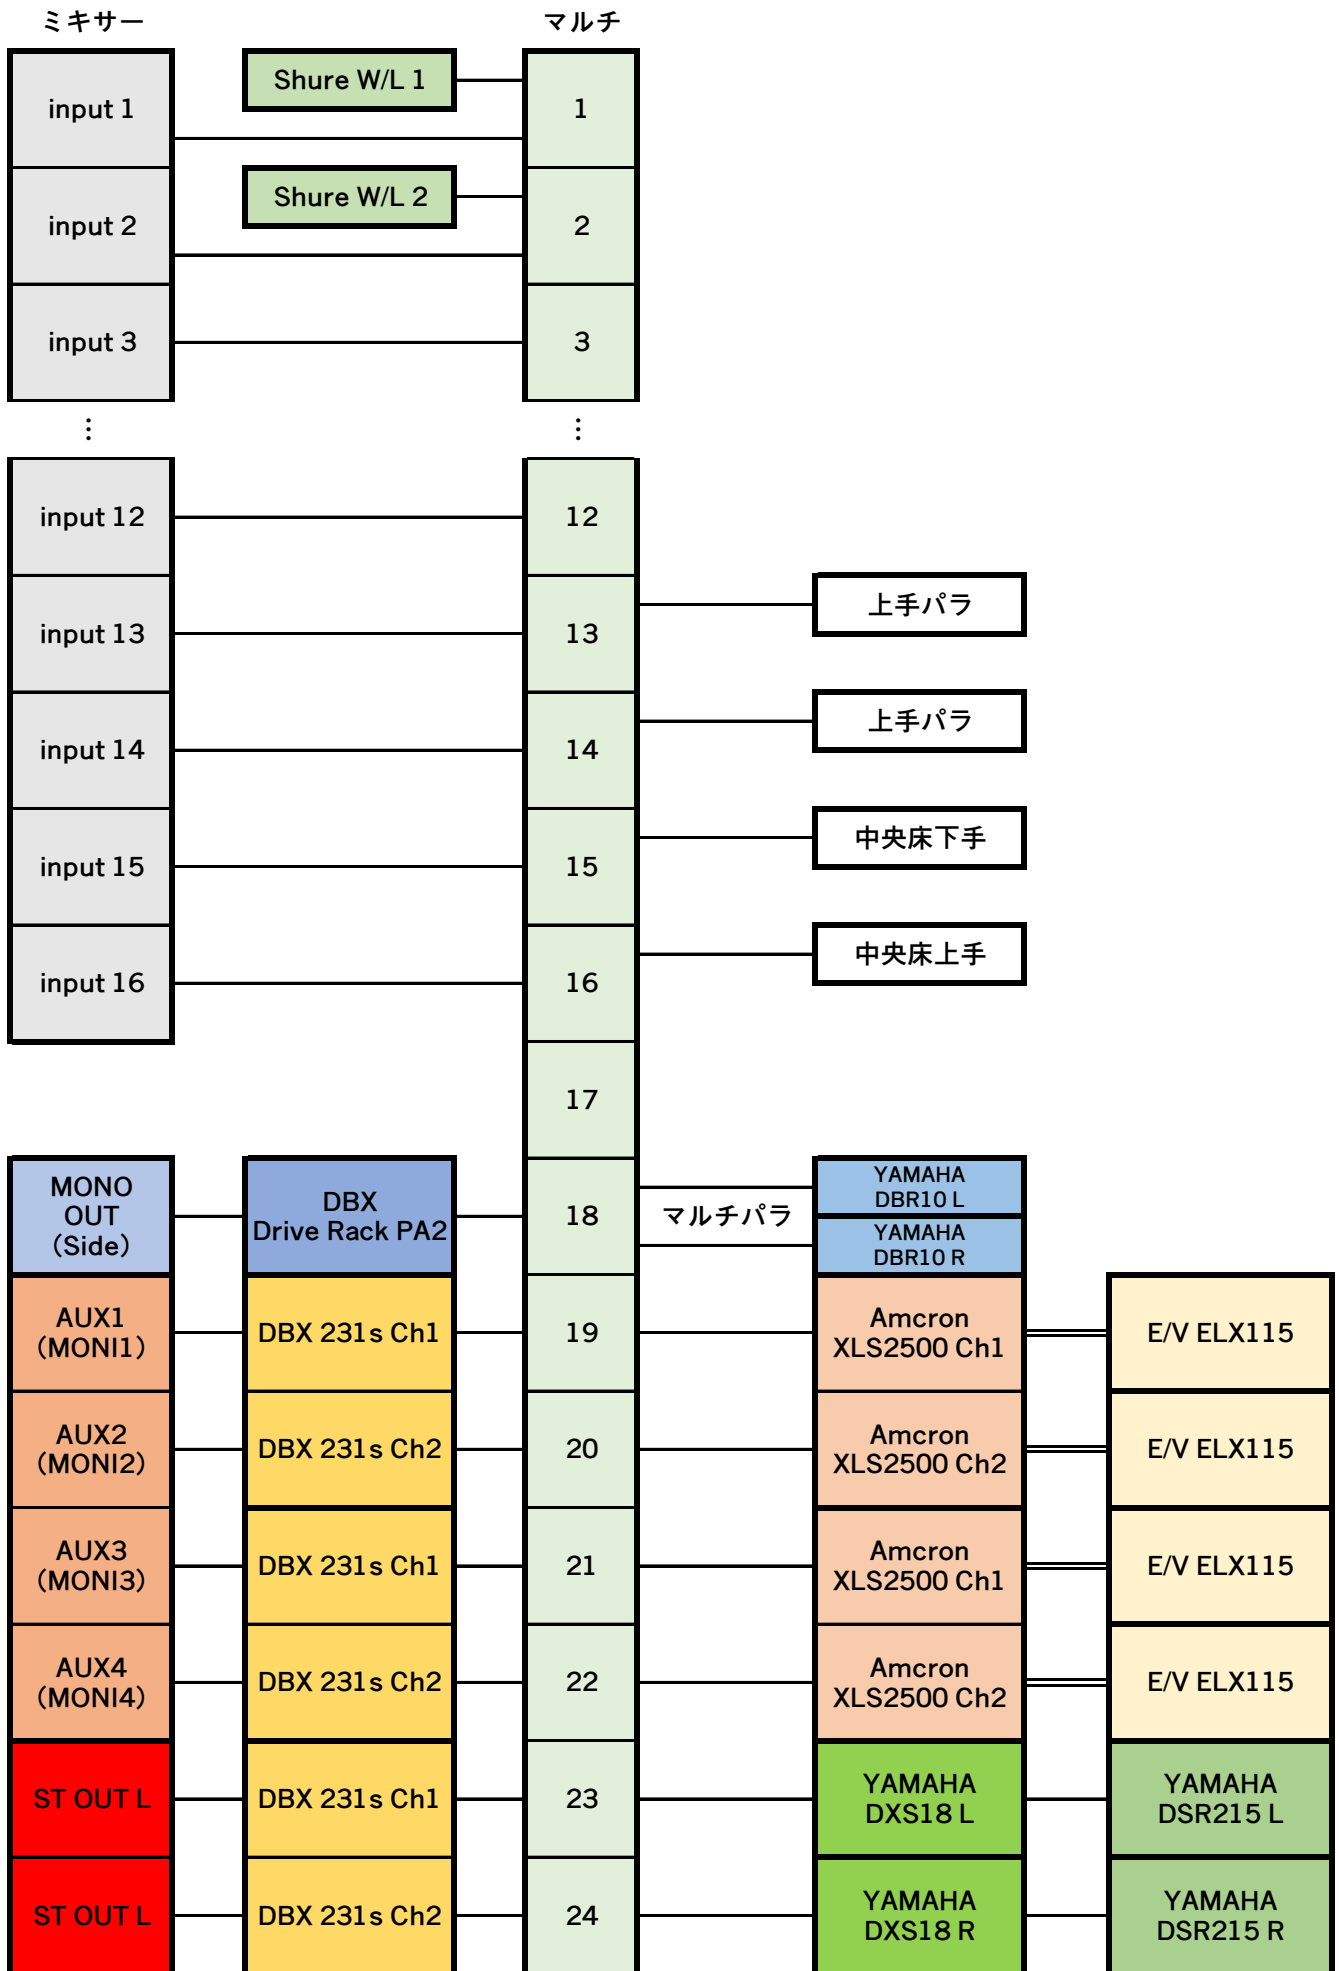 ミキサー
マルチ
input 1
Shure W/L 1
1
input 2
Shure W/L 2
2
input 3
3
⋮
⋮
input 12
12
input 13
13
上手パラ
input 14
14
上手パラ
input 15
15
中央床下手
input 16
16
中央床上手
17
MONO
OUT
(Side)
DBX
Drive Rack PA2
18
マルチパラ
YAMAHA
DBR10 L
YAMAHA
DBR10 R
AUX1
(MONI1)
DBX 231s Ch1
19
Amcron
XLS2500 Ch1
E/V ELX115
AUX2
(MONI2)
DBX 231s Ch2
20
Amcron
XLS2500 Ch2
E/V ELX115
AUX3
(MONI3)
DBX 231s Ch1
21
Amcron
XLS2500 Ch1
E/V ELX115
AUX4
(MONI4)
DBX 231s Ch2
22
Amcron
XLS2500 Ch2
E/V ELX115
ST OUT L
DBX 231s Ch1
23
YAMAHA
DXS18 L
YAMAHA
DSR215 L
ST OUT L
DBX 231s Ch2
24
YAMAHA
DXS18 R
YAMAHA
DSR215 R